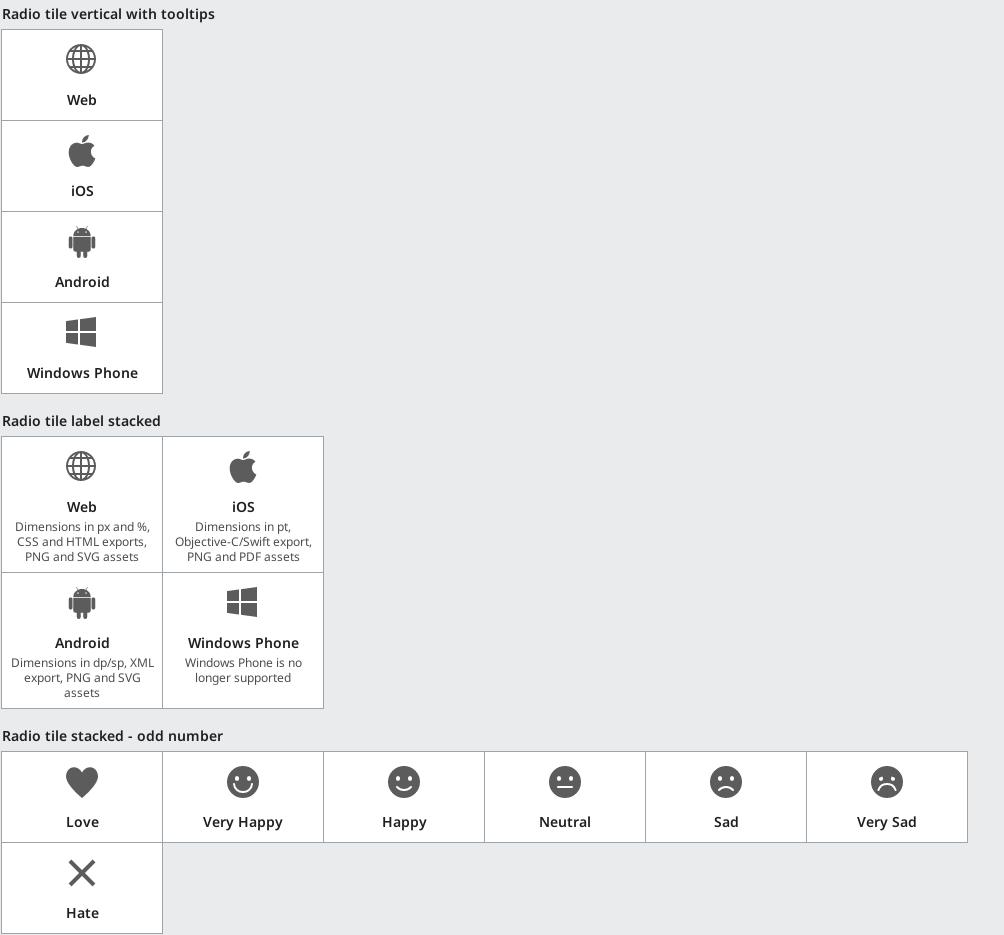 Radio tile vertical with tooltips
Web
iOS
Android
Windows Phone
Radio tile label stacked
Web
Dimensions in px and %,
CSS and HTML exports,
PNG and SVG assets
iOS
Dimensions in pt,
Objective-C/Swift export,
PNG and PDF assets
Android
Dimensions in dp/sp, XML
export, PNG and SVG
assets
Windows Phone
Windows Phone is no
longer supported
Radio tile stacked - odd number
Love
Very Happy
Happy
Neutral
Sad
Very Sad
Hate